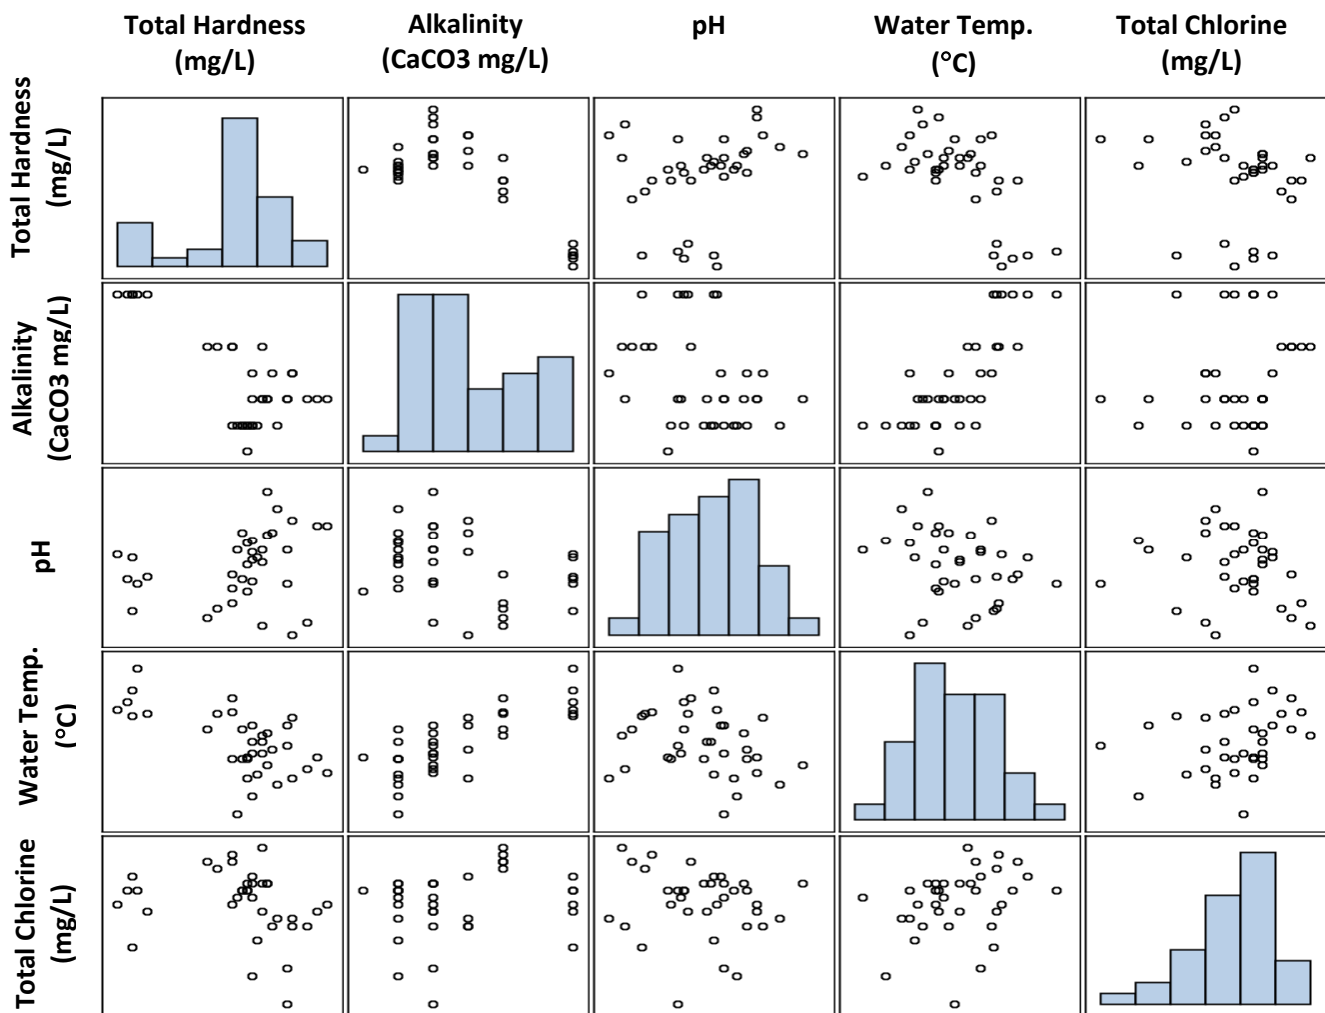 Total Hardness
(mg/L)
Alkalinity
(CaCO3 mg/L)
pH
Water Temp.
(°C)
Total Chlorine
(mg/L)
Total Hardness
(mg/L)
Alkalinity
(CaCO3 mg/L)
pH
Water Temp.
(°C)
Total Chlorine
(mg/L)